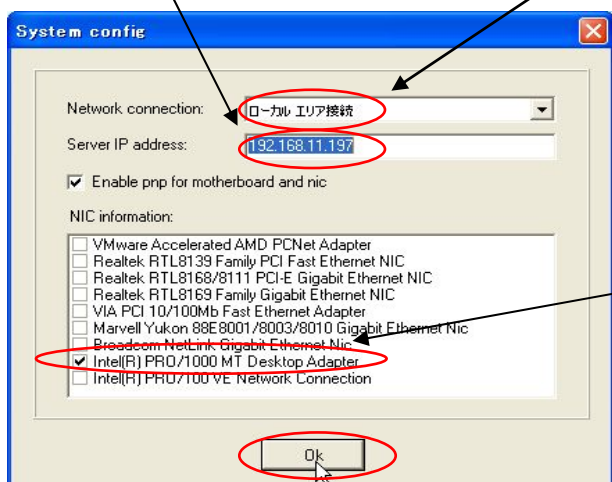 System config
Network connection: ローカル エリア接続
Server IP address: 192.168.11.197
Enable pnp for motherboard and nic
NIC information:
VMware Accelerated AMD PCNet Adapter
Realtek RTL8139 Family PCI Fast Ethernet NIC
Realtek RTL8168/8111 PCI-E Gigabit Ethernet NIC
Realtek RTL8169 Family Gigabit Ethernet NIC
VIA PCI 10/100Mb Fast Ethernet Adapter
Marvell Yukon 88E8001/8003/8010 Gigabit Ethernet Nic
Broadcom NetLink Gigabit Ethernet Nic
Intel(R) PRO/1000 MT Desktop Adapter
Intel(R) PRO/100 VE Network Connection
Ok